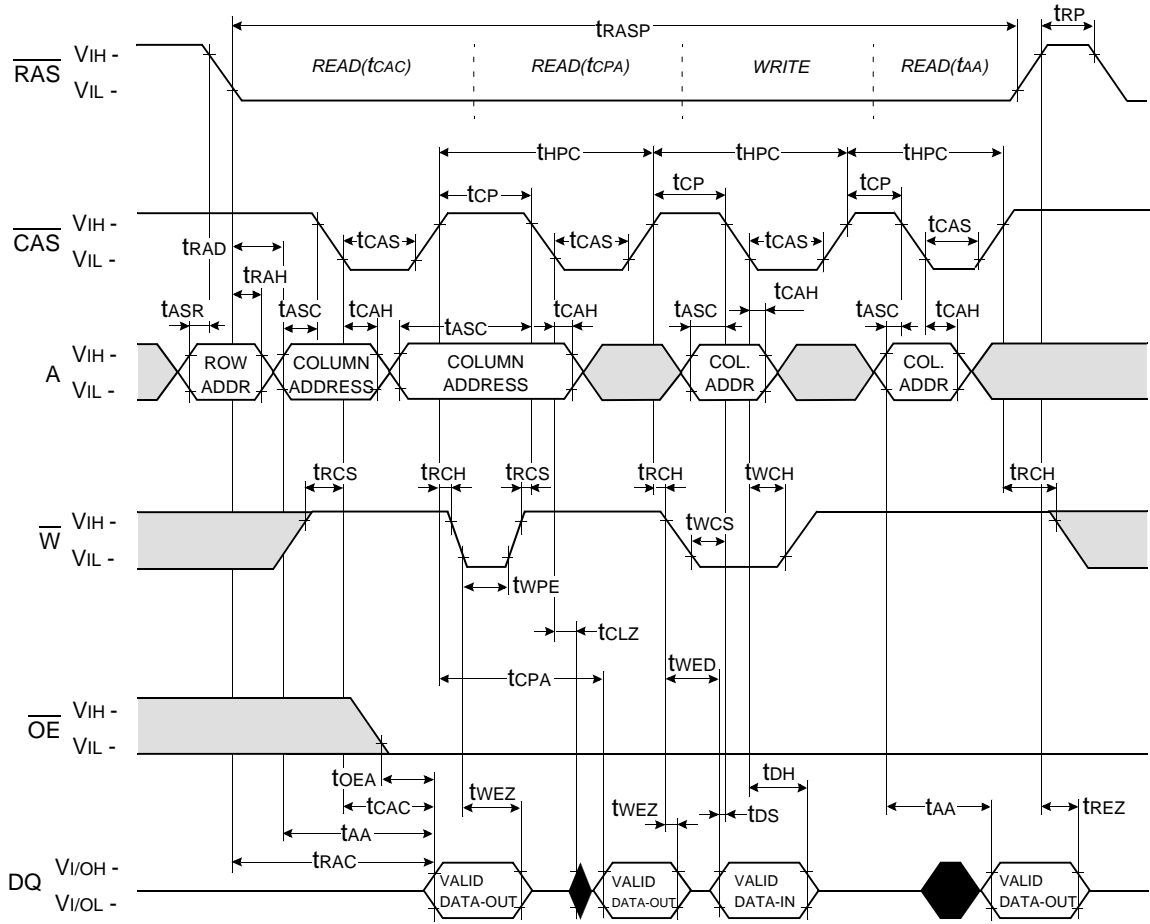 tRASP
tRP
RAS
VIH -
VIL -
READ(tCAC)
READ(tCPA)
WRITE
READ(tAA)
tHPC
tHPC
tHPC
tCP
tCP
tCP
CAS
VIH -
VIL -
tCAS
tCAS
tCAS
tCAS
tRAD
tRAH
tASR
tASC
tCAH
tASC
tCAH
tASC
tCAH
tASC
tCAH
A
VIH -
VIL -
ROW
ADDR
COLUMN
ADDRESS
COLUMN
ADDRESS
COL.
ADDR
COL.
ADDR
tRCS
tRCH
tRCS
tRCH
tWCH
tRCH
W
VIH -
VIL -
tWCS
tWPE
tCLZ
tCPA
tWED
OE
VIH -
VIL -
tOEA
tCAC
tAA
tRAC
tWEZ
tWEZ
tDS
tDH
tAA
tREZ
DQ
VI/OH -
VI/OL -
VALID
DATA-OUT
VALID
DATA-OUT
VALID
DATA-IN
VALID
DATA-OUT